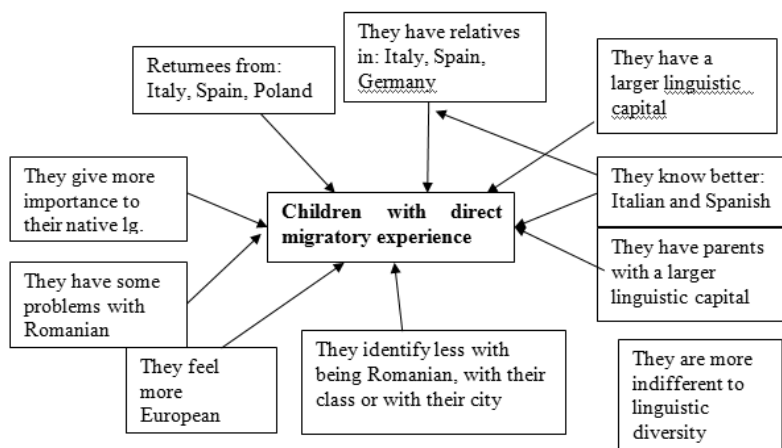 They have relatives
in: Italy, Spain,
Germany
Returnees from:
Italy, Spain, Poland
They have a
larger linguistic
capital
They give more
importance to
their native lg.
Children with direct
migratory experience
They know better:
Italian and Spanish
They have parents
with a larger
linguistic capital
They have some
problems with
Romanian
They feel
more
European
They identify less with
being Romanian, with their
class or with their city
They are more
indifferent to
linguistic
diversity